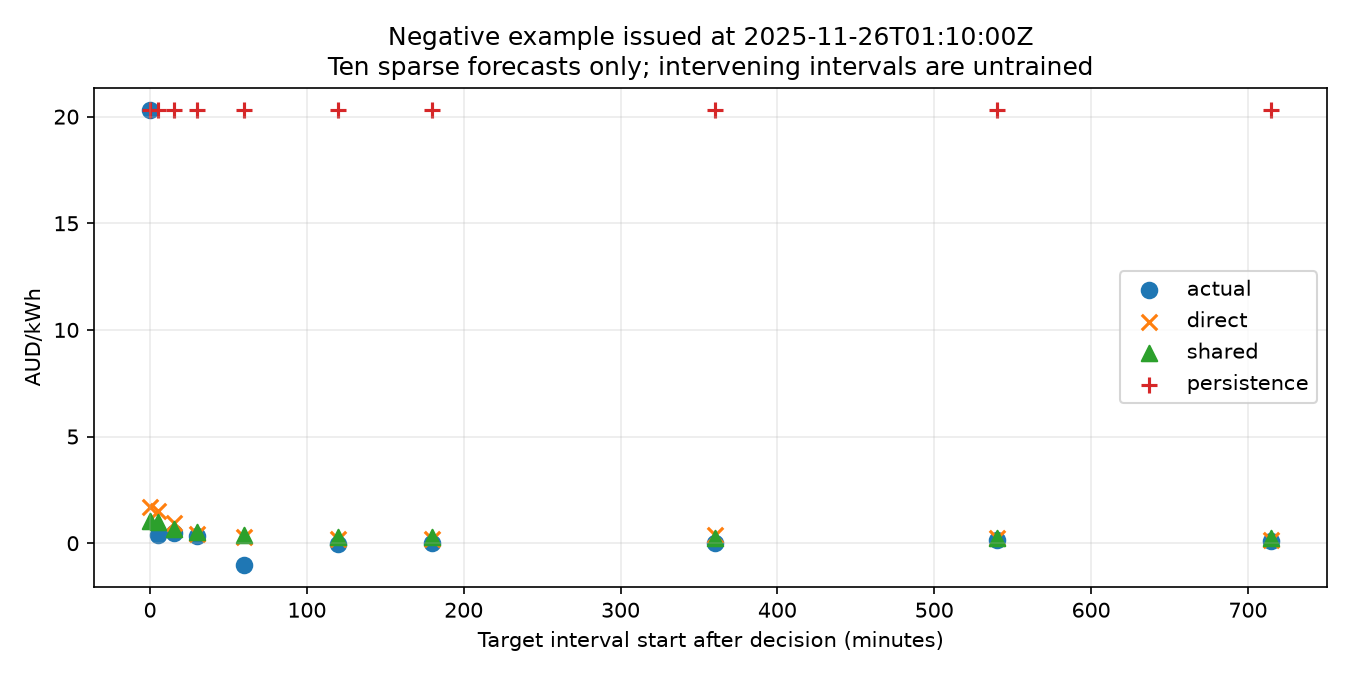 Negative example issued at 2025-11-26T01:10:00Z
Ten sparse forecasts only; intervening intervals are untrained
AUD/kWh
20
15
10
5
0
actual
direct
shared
persistence
0 100 200 300 400 500 600 700
Target interval start after decision (minutes)